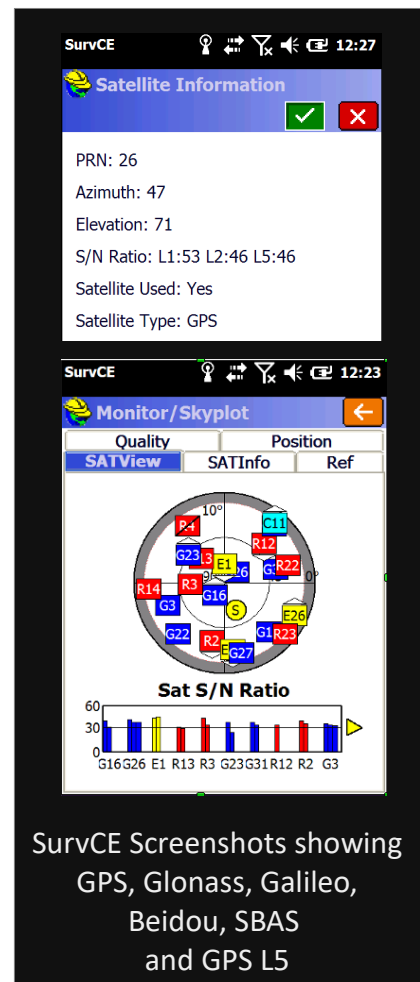 SurvCE 12:27
Satellite Information
PRN: 26
Azimuth: 47
Elevation: 71
S/N Ratio: L1:53 L2:46 L5:46
Satellite Used: Yes
Satellite Type: GPS
SurvCE 12:23
Monitor/Skyplot
Quality Position
SATView SATInfo Ref
10°
R4 C11
R12
G23 E1 R22
R14 R3 G16
G3 S E26
G22 R2 G27 R23
Sat S/N Ratio
60
30
0
G16 G26 E1 R13 R3 G23 G31 R12 R2 G3
SurvCE Screenshots showing
GPS, Glonass, Galileo,
Beidou, SBAS
and GPS L5